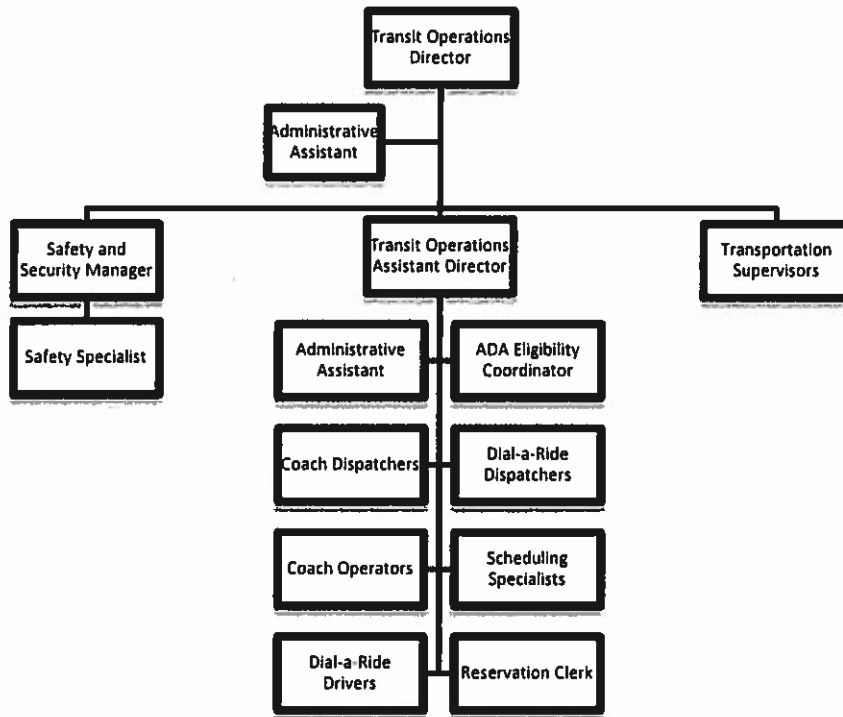 Transit Operations
Director
Administrative
Assistant
Safety and
Security Manager
Transit Operations
Assistant Director
Transportation
Supervisors
Safety Specialist
Administrative
Assistant
ADA Eligibility
Coordinator
Coach Dispatchers
Dial-a-Ride
Dispatchers
Coach Operators
Scheduling
Specialists
Dial-a-Ride
Drivers
Reservation Clerk